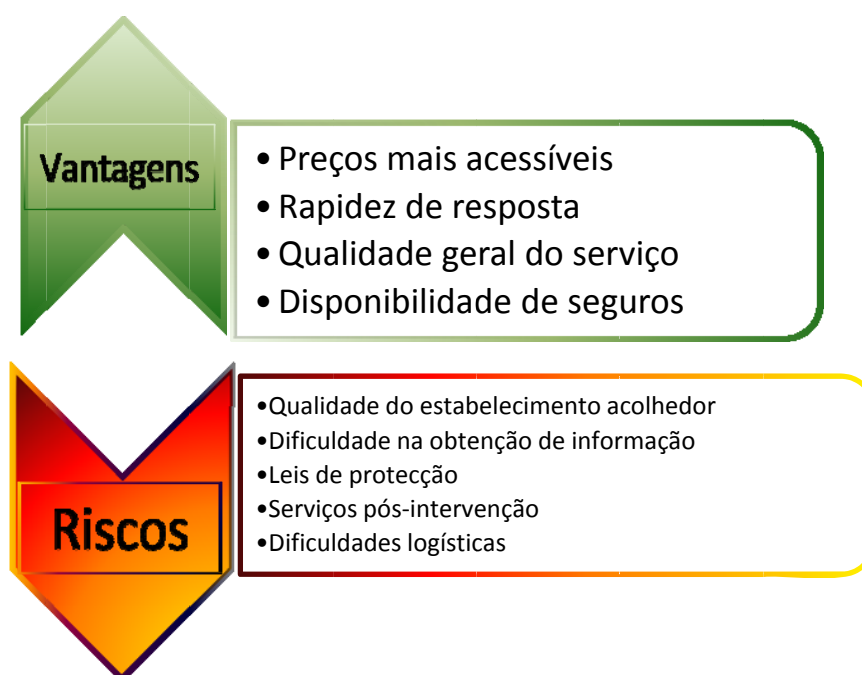 Vantagens
• Preços mais acessíveis
• Rapidez de resposta
• Qualidade geral do serviço
• Disponibilidade de seguros
Riscos
•Qualidade do estabelecimento acolhedor
•Dificuldade na obtenção de informação
•Leis de protecção
•Serviços pós-intervenção
•Dificuldades logísticas